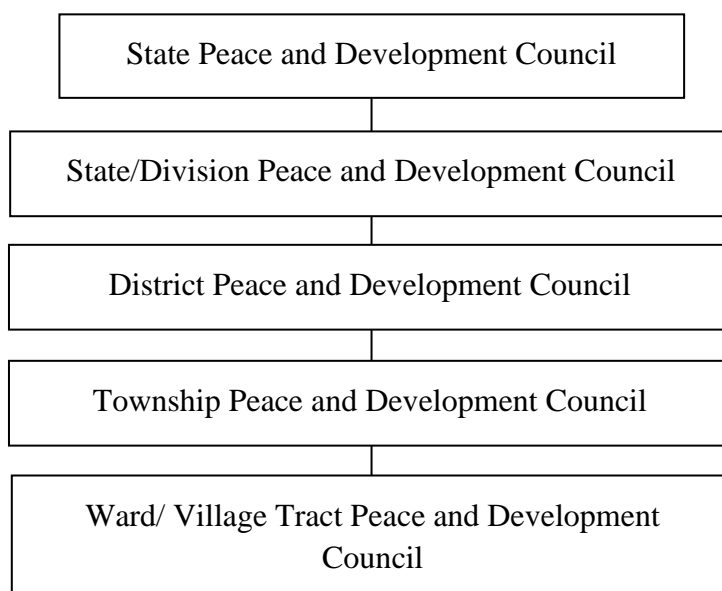 State Peace and Development Council
State/Division Peace and Development Council
District Peace and Development Council
Township Peace and Development Council
Ward/ Village Tract Peace and Development
Council